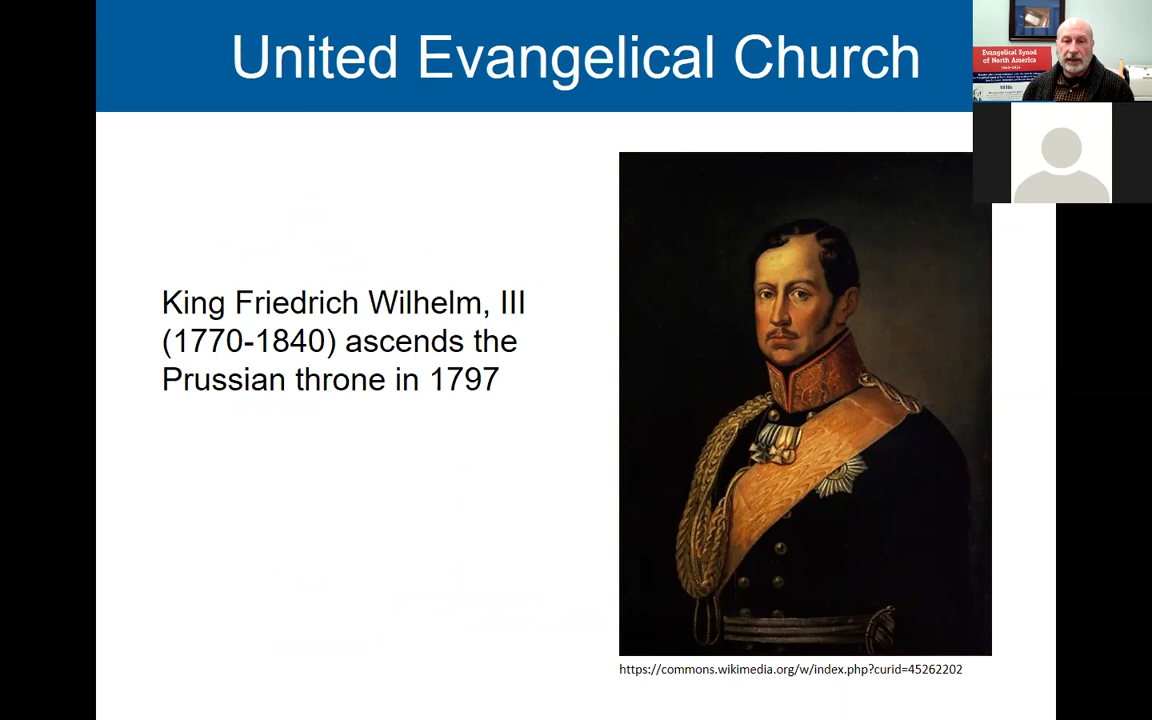 United Evangelical Church
Evangelical Synod
of North America
King Friedrich Wilhelm, III
(1770-1840) ascends the
Prussian throne in 1797
https://commons.wikimedia.org/w/index.php?curid=45262202